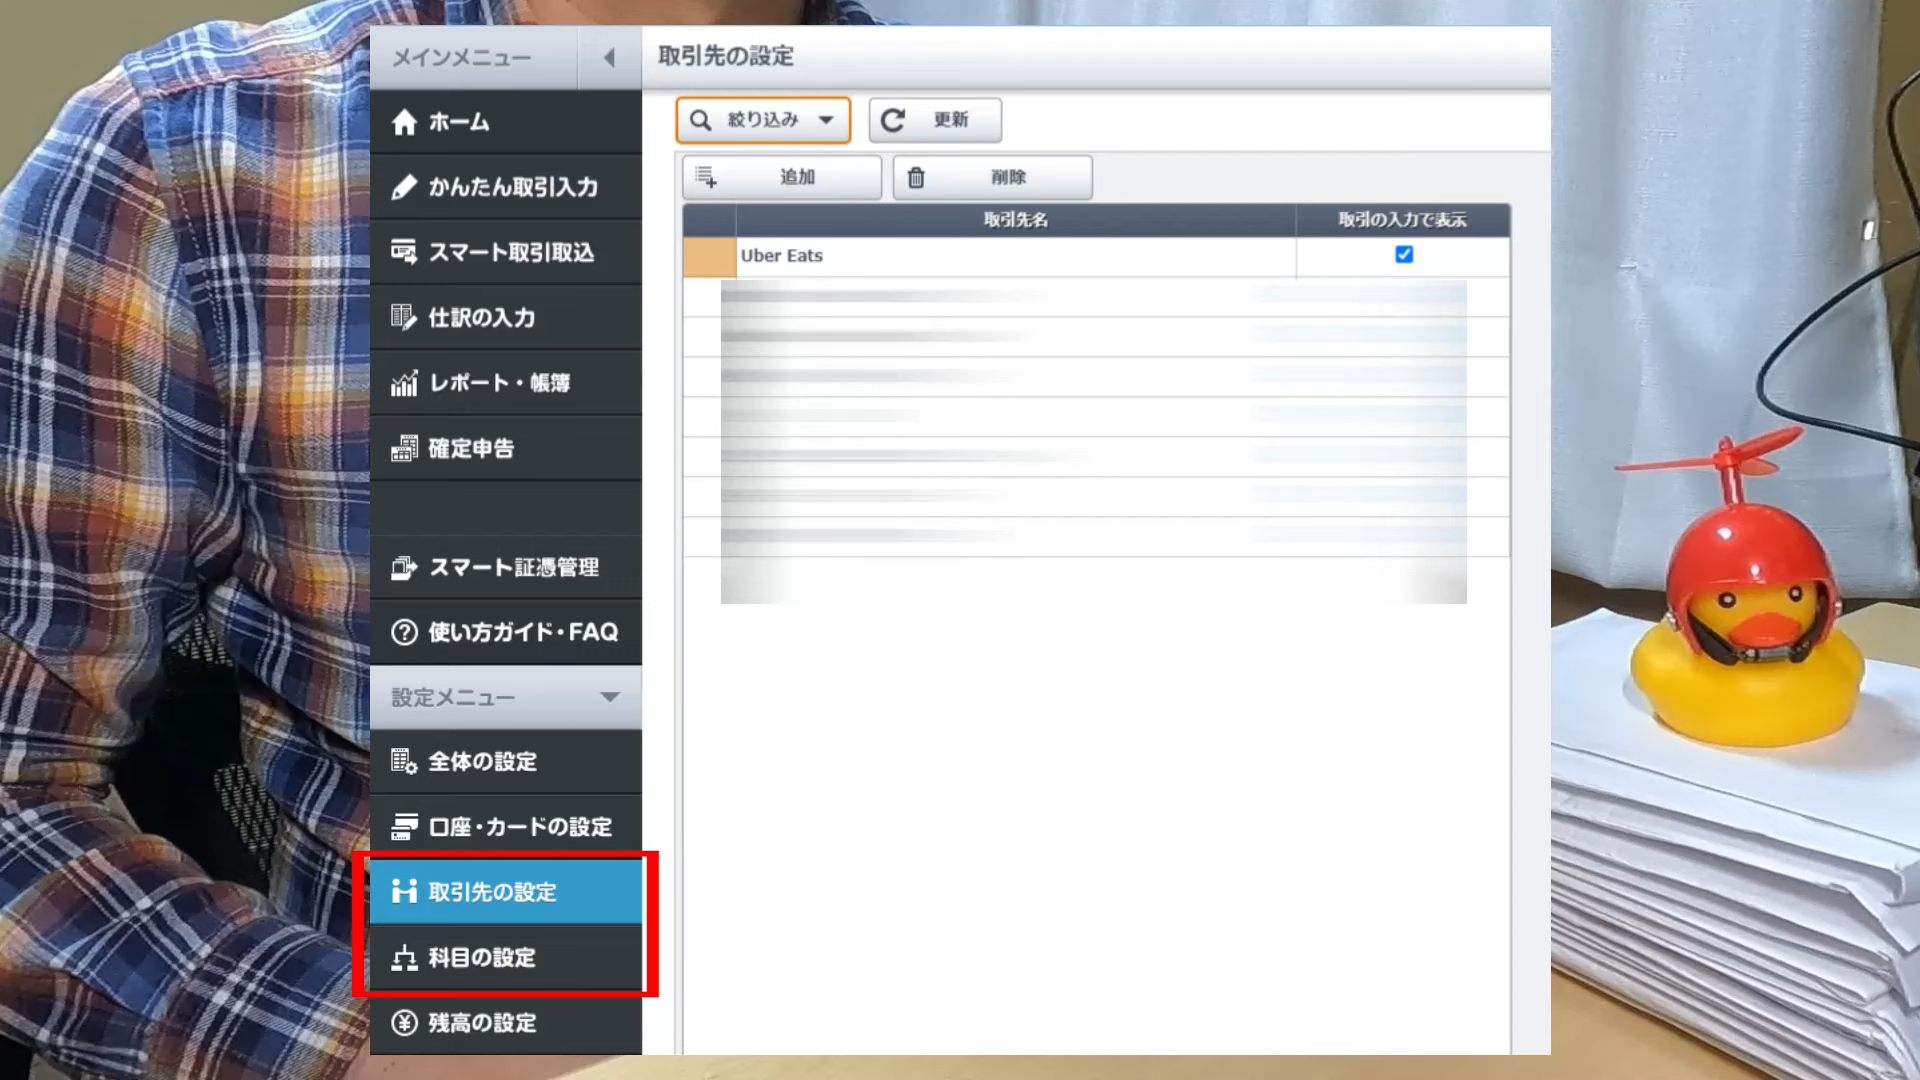 メインメニュー
ホーム
かんたん取引入力
スマート取引取込
仕訳の入力
レポート・帳簿
確定申告
スマート証憑管理
使い方ガイド・FAQ
設定メニュー
全体の設定
口座・カードの設定
取引先の設定
科目の設定
残高の設定
取引先の設定
絞り込み
更新
追加
削除
取引先名 取引の入力で表示
Uber Eats